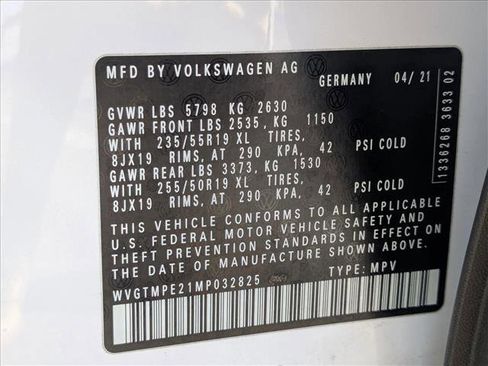 MFD BY VOLKSWAGEN AG
GERMANY 04/21
GVWR LBS 5798 KG 2630
GAWR FRONT LBS 2535, KG 1150
WITH 235/55R19 XL TIRES,
8JX19 RIMS, AT 290 KPA, 42 PSI COLD
GAWR REAR LBS 3373, KG 1530
WITH 255/50R19 XL TIRES,
8JX19 RIMS, AT 290 KPA, 42 PSI COLD
THIS VEHICLE CONFORMS TO ALL APPLICABLE
U.S. FEDERAL MOTOR VEHICLE SAFETY AND
THEFT PREVENTION STANDARDS IN EFFECT ON
THE DATE OF MANUFACTURE SHOWN ABOVE.
WVGTMPE21MP032825 TYPE: MPV
1336268 3633 02